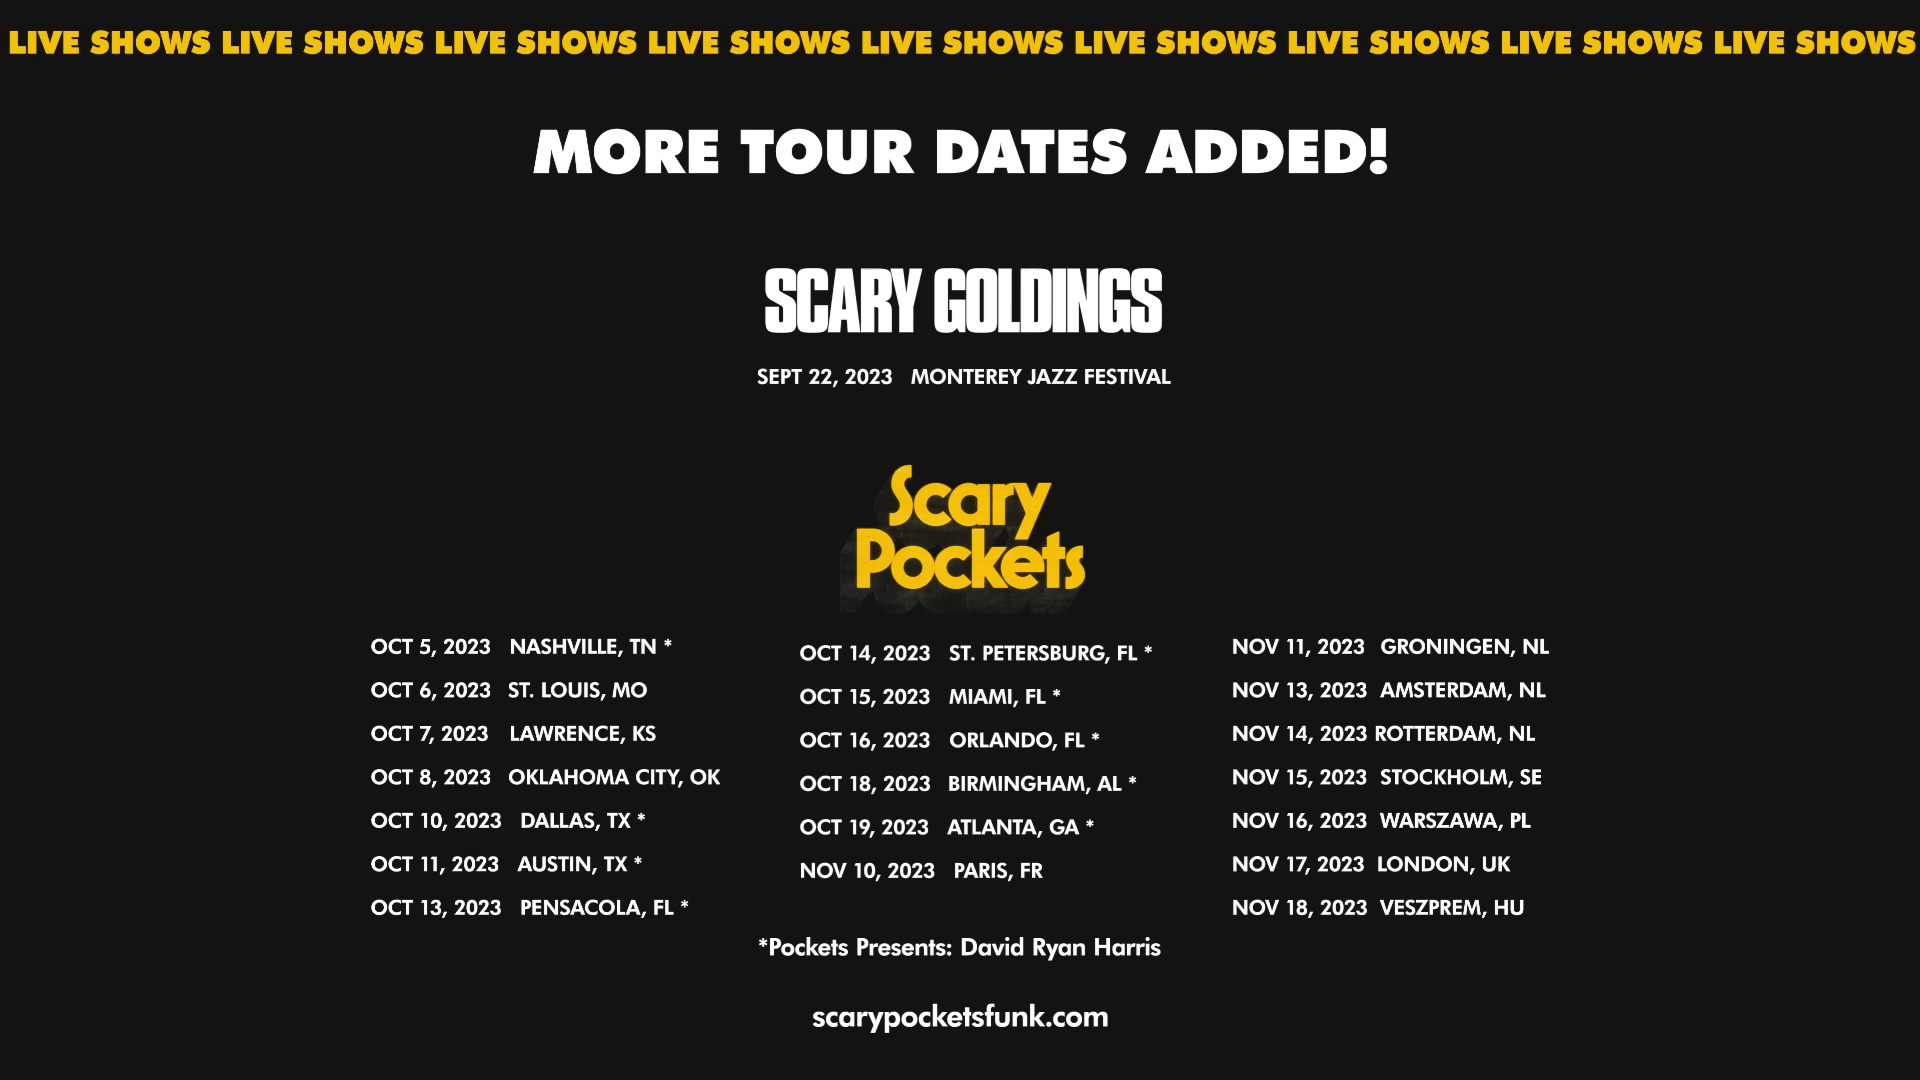 LIVE SHOWS LIVE SHOWS LIVE SHOWS LIVE SHOWS LIVE SHOWS LIVE SHOWS LIVE SHOWS LIVE SHOWS LIVE SHOWS
MORE TOUR DATES ADDED!
SCARY GOLDINGS
SEPT 22, 2023 MONTEREY JAZZ FESTIVAL
Scary
Pockets
OCT 5, 2023 NASHVILLE, TN *
OCT 6, 2023 ST. LOUIS, MO
OCT 7, 2023 LAWRENCE, KS
OCT 8, 2023 OKLAHOMA CITY, OK
OCT 10, 2023 DALLAS, TX *
OCT 11, 2023 AUSTIN, TX *
OCT 13, 2023 PENSACOLA, FL *
OCT 14, 2023 ST. PETERSBURG, FL *
OCT 15, 2023 MIAMI, FL *
OCT 16, 2023 ORLANDO, FL *
OCT 18, 2023 BIRMINGHAM, AL *
OCT 19, 2023 ATLANTA, GA *
NOV 10, 2023 PARIS, FR
NOV 11, 2023 GRONINGEN, NL
NOV 13, 2023 AMSTERDAM, NL
NOV 14, 2023 ROTTERDAM, NL
NOV 15, 2023 STOCKHOLM, SE
NOV 16, 2023 WARSZAWA, PL
NOV 17, 2023 LONDON, UK
NOV 18, 2023 VESZPREM, HU
*Pockets Presents: David Ryan Harris
scarypocketsfunk.com